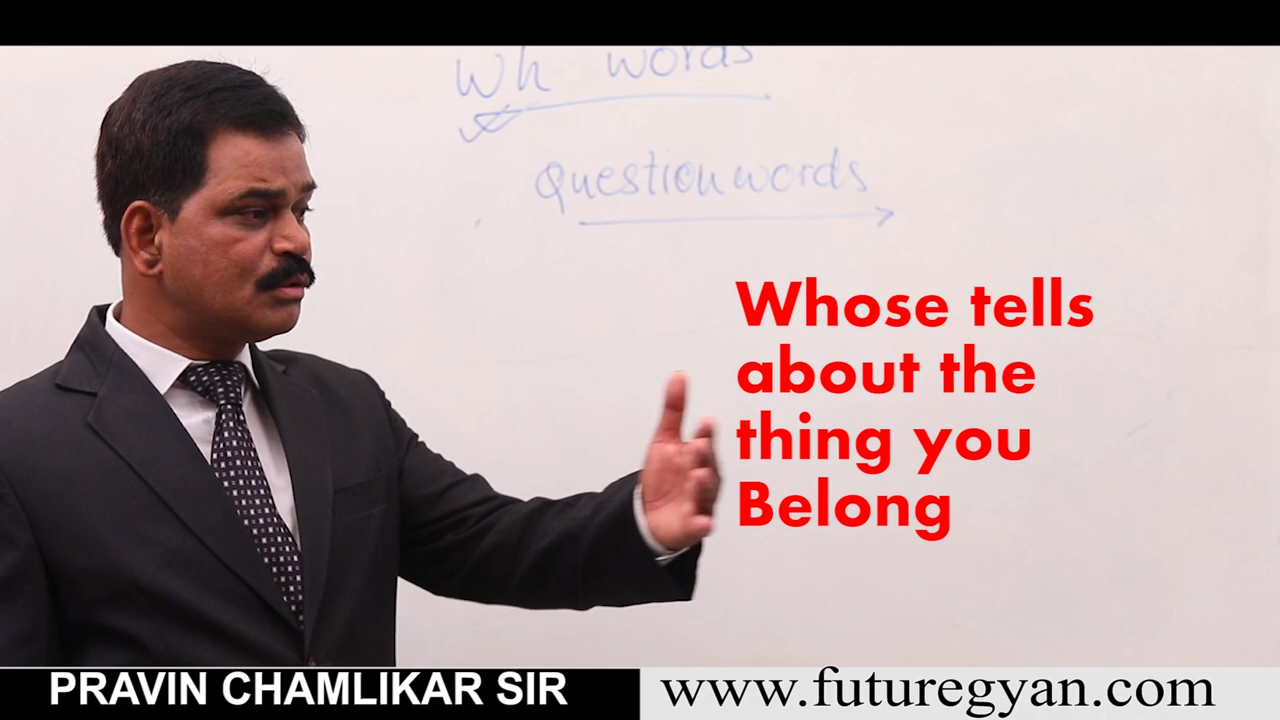 Wh words
Question words
Whose tells
about the
thing you
Belong
PRAVIN CHAMLIKAR SIR
www.futuregyan.com